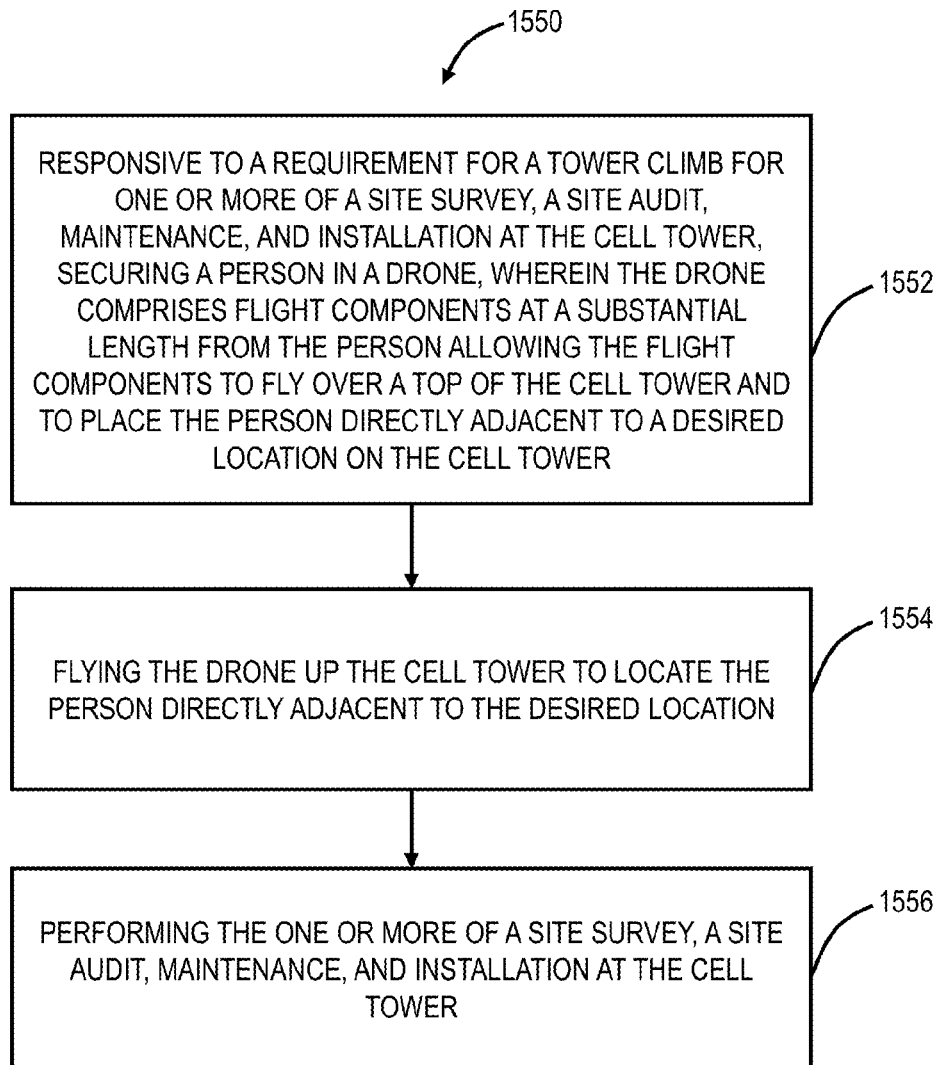 1550
RESPONSIVE TO A REQUIREMENT FOR A TOWER CLIMB FOR
ONE OR MORE OF A SITE SURVEY, A SITE AUDIT,
MAINTENANCE, AND INSTALLATION AT THE CELL TOWER,
SECURING A PERSON IN A DRONE, WHEREIN THE DRONE
COMPRISES FLIGHT COMPONENTS AT A SUBSTANTIAL
LENGTH FROM THE PERSON ALLOWING THE FLIGHT
COMPONENTS TO FLY OVER A TOP OF THE CELL TOWER AND
TO PLACE THE PERSON DIRECTLY ADJACENT TO A DESIRED
LOCATION ON THE CELL TOWER
1552
FLYING THE DRONE UP THE CELL TOWER TO LOCATE THE
PERSON DIRECTLY ADJACENT TO THE DESIRED LOCATION
1554
PERFORMING THE ONE OR MORE OF A SITE SURVEY, A SITE
AUDIT, MAINTENANCE, AND INSTALLATION AT THE CELL
TOWER
1556